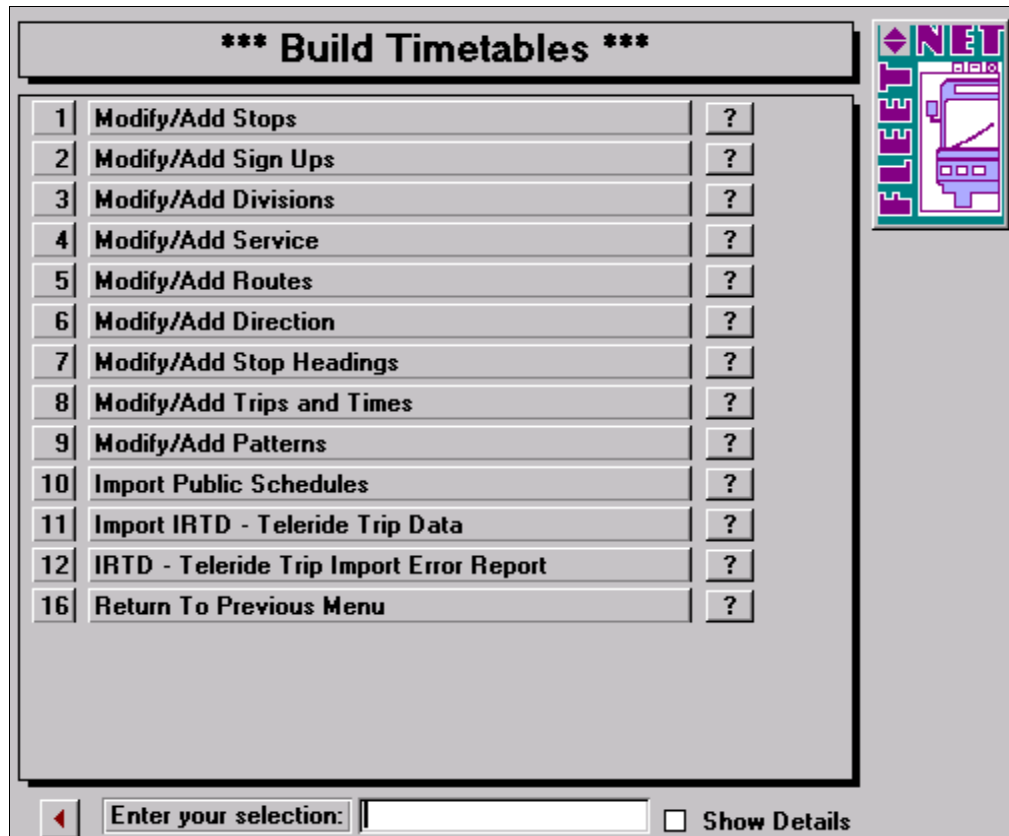 *** Build Timetables ***
FLEET NET
1 Modify/Add Stops ?
2 Modify/Add Sign Ups ?
3 Modify/Add Divisions ?
4 Modify/Add Service ?
5 Modify/Add Routes ?
6 Modify/Add Direction ?
7 Modify/Add Stop Headings ?
8 Modify/Add Trips and Times ?
9 Modify/Add Patterns ?
10 Import Public Schedules ?
11 Import IRTD - Teleride Trip Data ?
12 IRTD - Teleride Trip Import Error Report ?
16 Return To Previous Menu ?
Enter your selection: Show Details